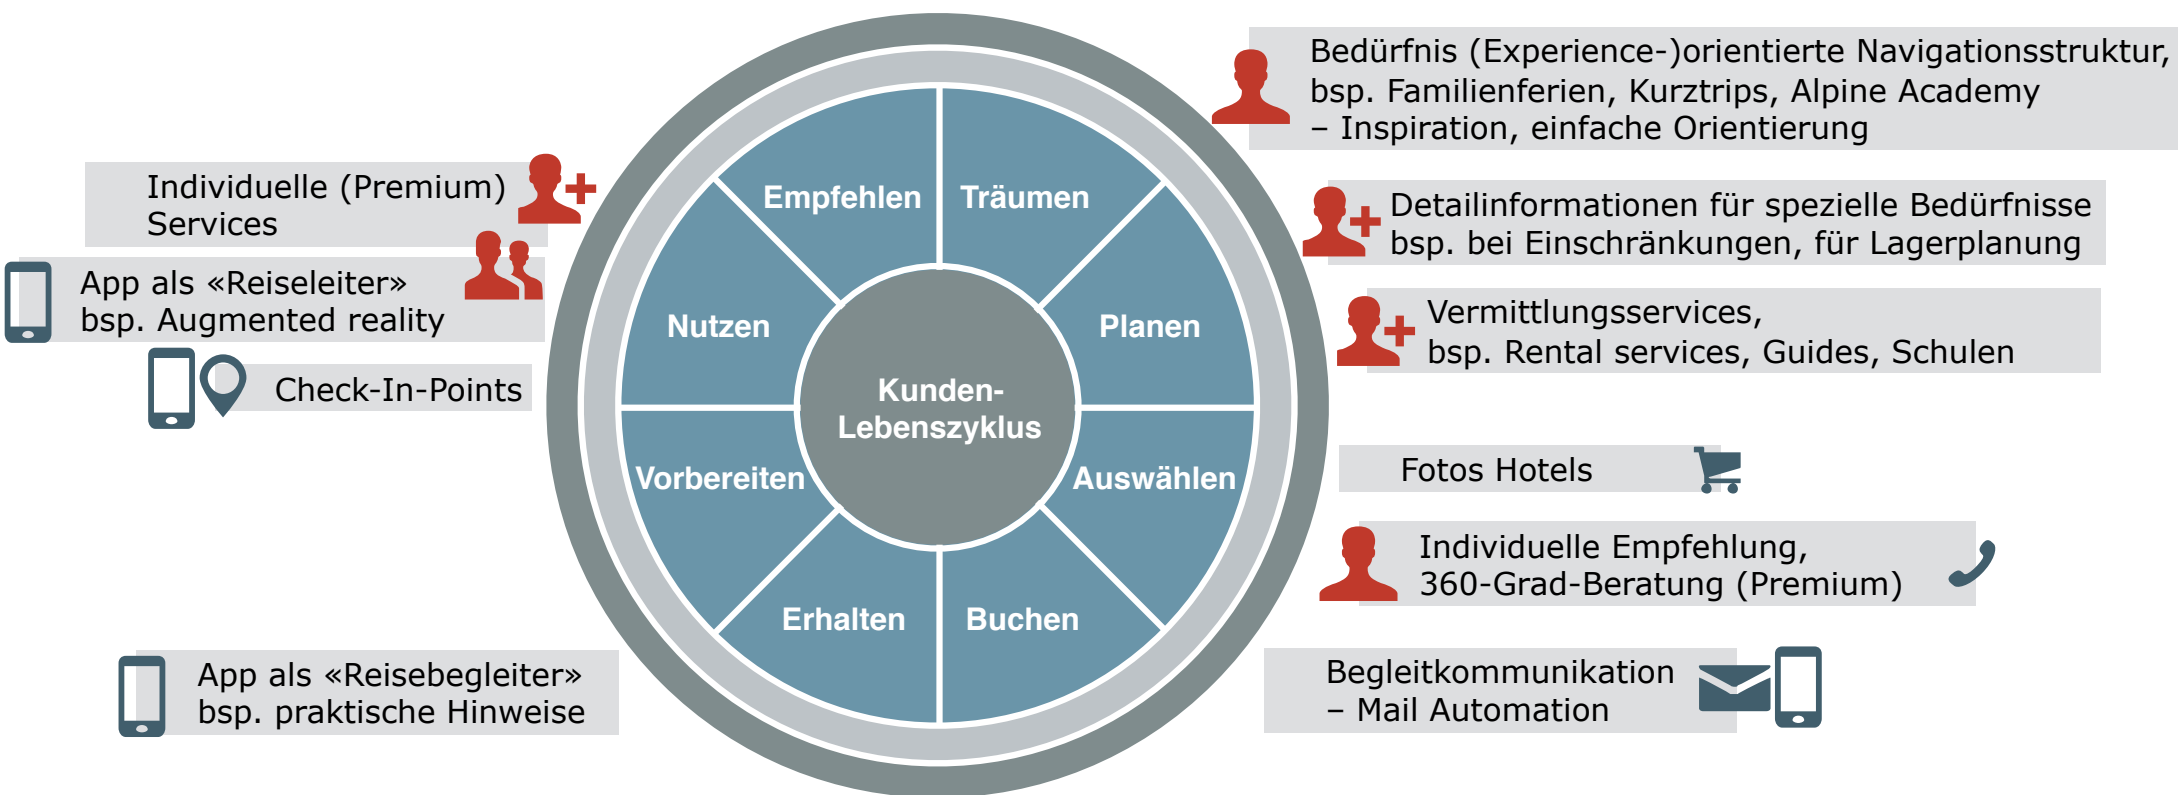 Bedürfnis (Experience-)orientierte Navigationsstruktur,
bsp. Familienferien, Kurztrips, Alpine Academy
– Inspiration, einfache Orientierung
Detailinformationen für spezielle Bedürfnisse
bsp. bei Einschränkungen, für Lagerplanung
Vermittlungsservices,
bsp. Rental services, Guides, Schulen
Fotos Hotels
Individuelle Empfehlung,
360-Grad-Beratung (Premium)
Begleitkommunikation
– Mail Automation
Individuelle (Premium)
Services
App als «Reiseleiter»
bsp. Augmented reality
Check-In-Points
App als «Reisebegleiter»
bsp. praktische Hinweise
Empfehlen
Träumen
Nutzen
Planen
Kunden-
Lebenszyklus
Vorbereiten
Auswählen
Erhalten
Buchen